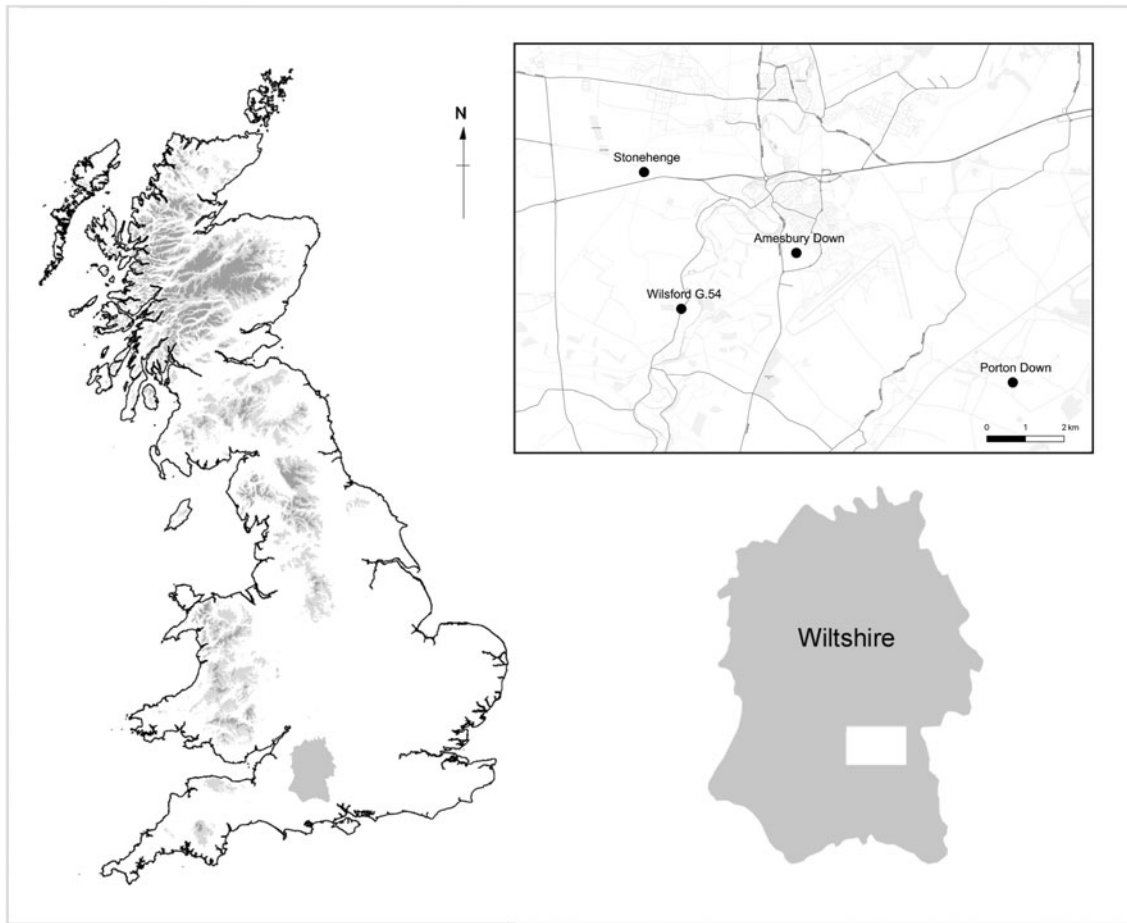 N
Stonehenge
Amesbury Down
Wilsford G.54
Porton Down
0 1 2 km
Wiltshire